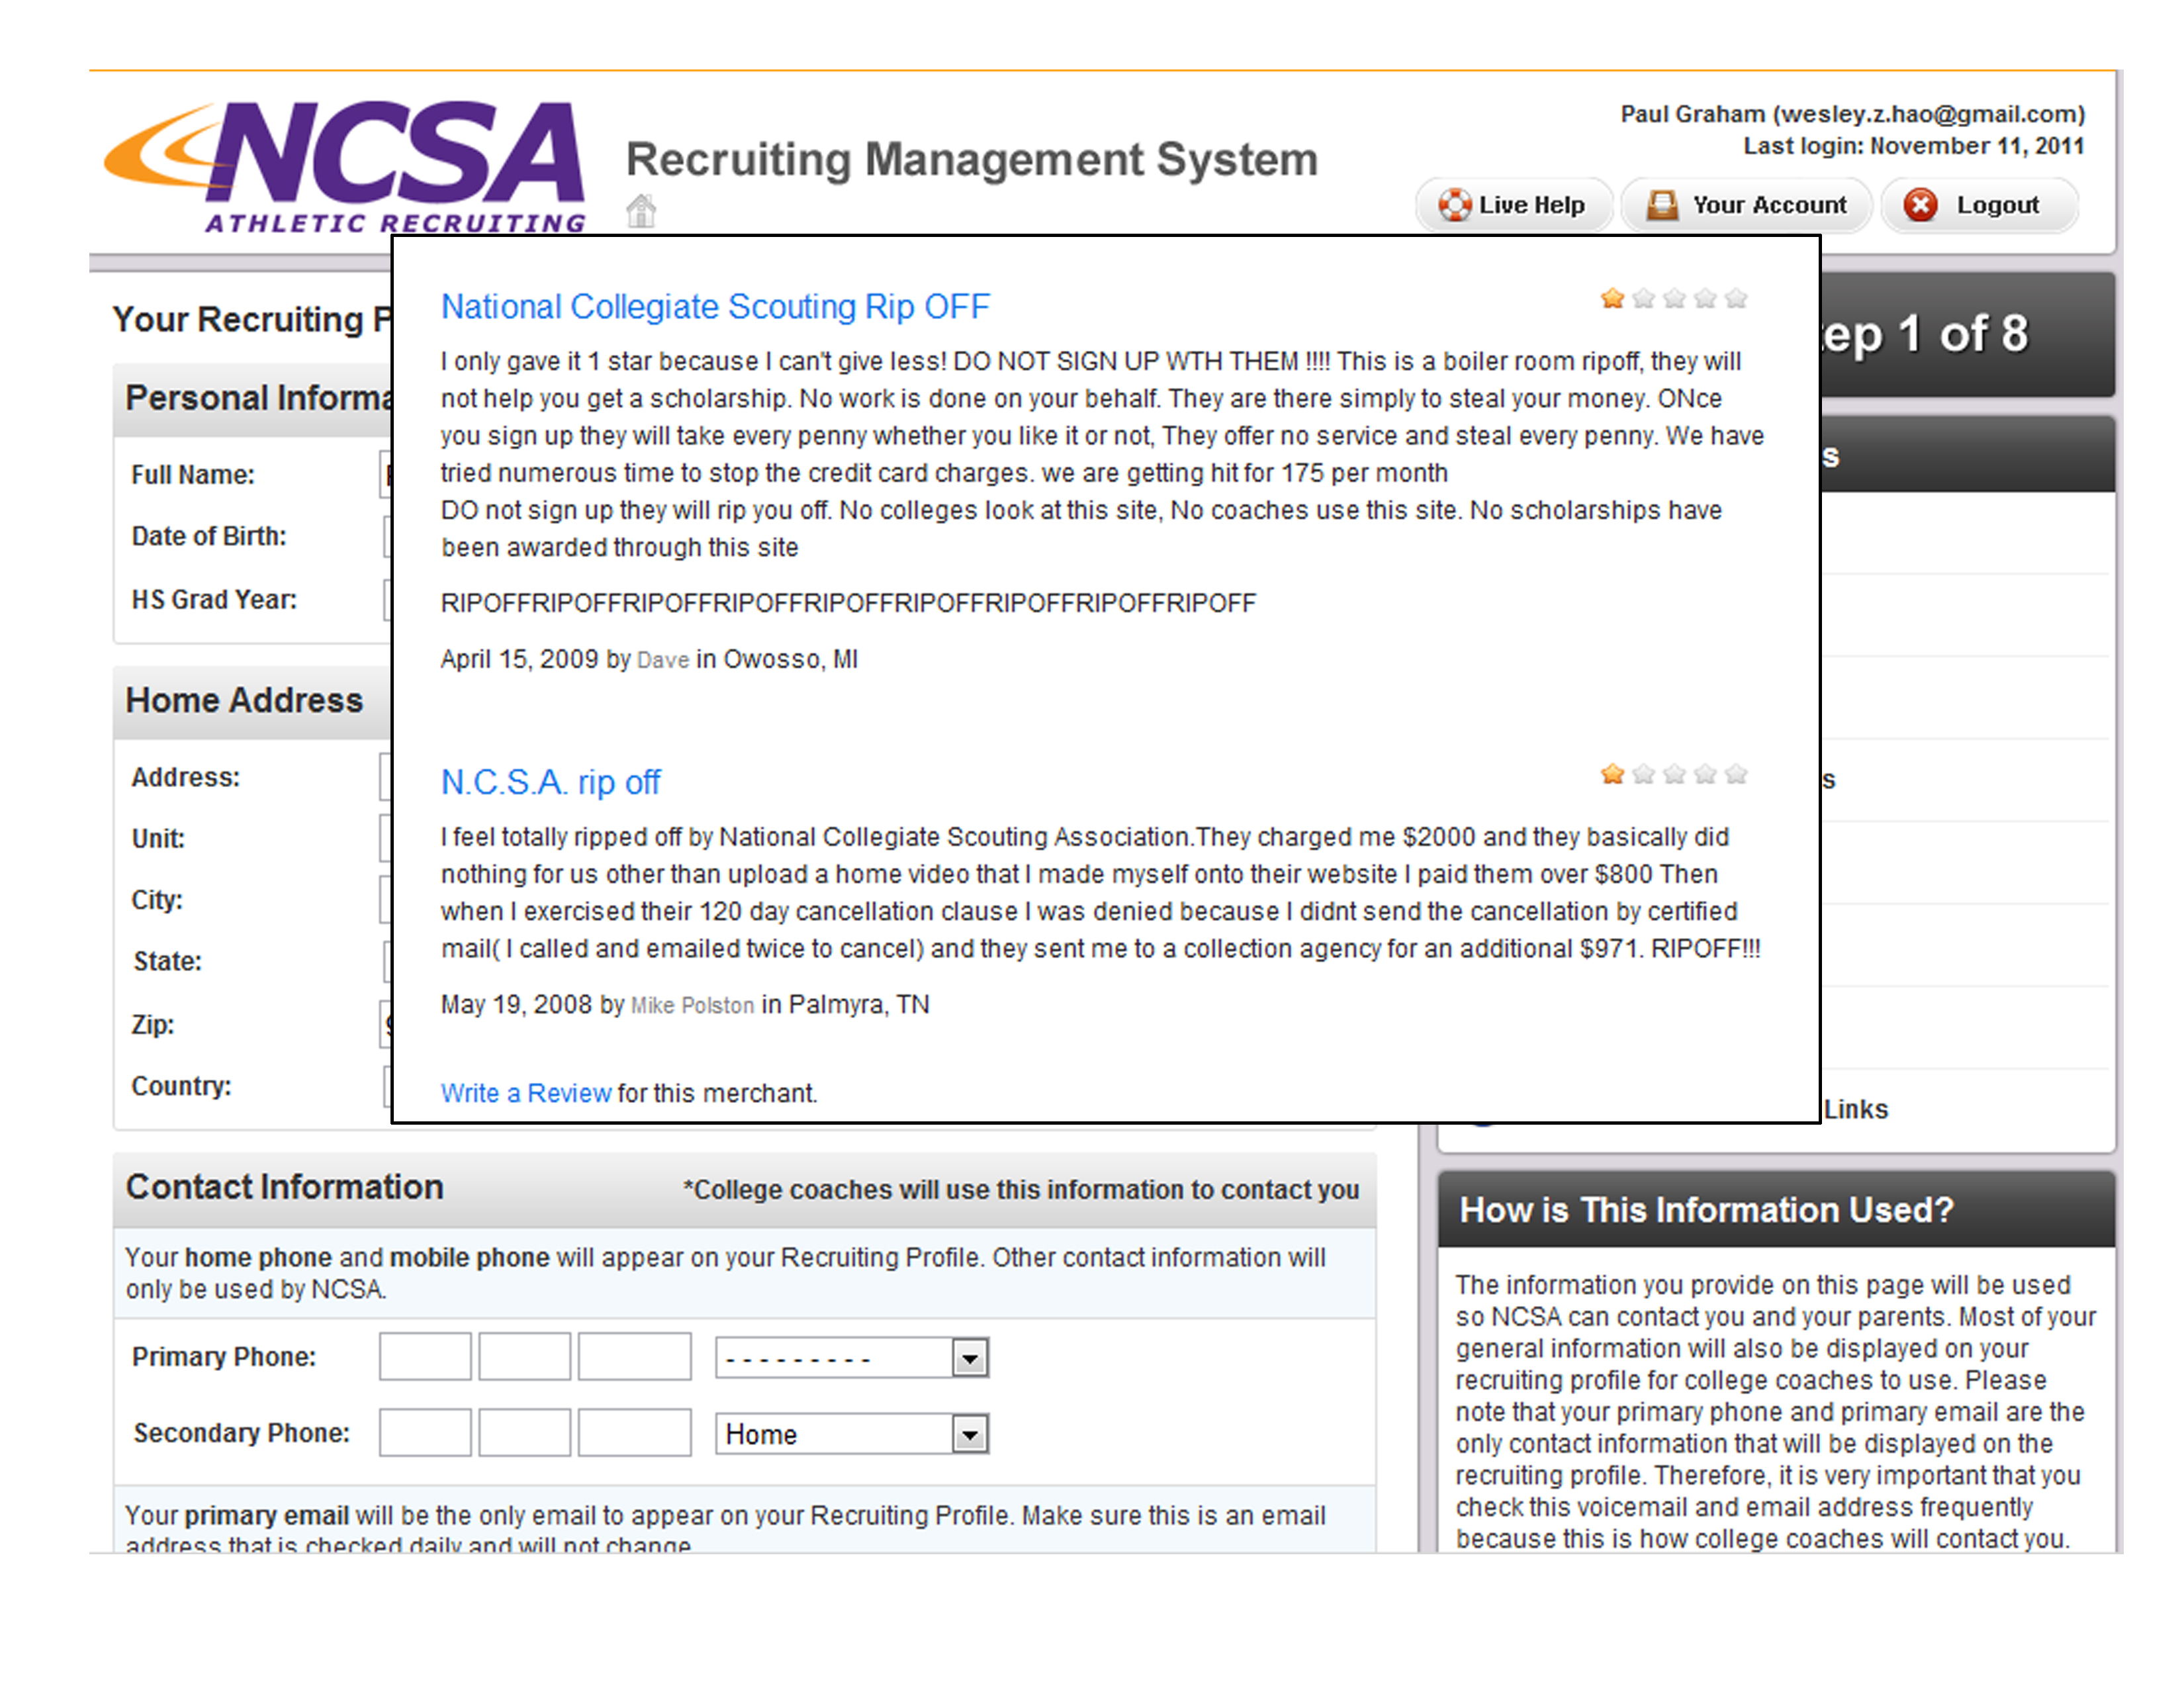 NCSA
ATHLETIC RECRUITING
Recruiting Management System
Paul Graham (wesley.z.hao@gmail.com)
Last login: November 11, 2011
Live Help
Your Account
Logout
Your Recruiting P
Personal Informa
Full Name:
Date of Birth:
HS Grad Year:
Home Address
Address:
Unit:
City:
State:
Zip:
Country:
National Collegiate Scouting Rip OFF
I only gave it 1 star because I can't give less! DO NOT SIGN UP WTH THEM !!!! This is a boiler room ripoff, they will
not help you get a scholarship. No work is done on your behalf. They are there simply to steal your money. ONce
you sign up they will take every penny whether you like it or not, They offer no service and steal every penny. We have
tried numerous time to stop the credit card charges. we are getting hit for 175 per month
DO not sign up they will rip you off. No colleges look at this site, No coaches use this site. No scholarships have
been awarded through this site
RIPOFFRIPOFFRIPOFFRIPOFFRIPOFFRIPOFFRIPOFFRIPOFFRIPOFF
April 15, 2009 by Dave in Owosso, MI
N.C.S.A. rip off
I feel totally ripped off by National Collegiate Scouting Association.They charged me $2000 and they basically did
nothing for us other than upload a home video that I made myself onto their website I paid them over $800 Then
when I exercised their 120 day cancellation clause I was denied because I didnt send the cancellation by certified
mail( I called and emailed twice to cancel) and they sent me to a collection agency for an additional $971. RIPOFF!!!
May 19, 2008 by Mike Polston in Palmyra, TN
Write a Review for this merchant.
ep 1 of 8
s
s
Links
Contact Information
*College coaches will use this information to contact you
Your home phone and mobile phone will appear on your Recruiting Profile. Other contact information will
only be used by NCSA.
Primary Phone:
- - - - - - - - -
Secondary Phone:
Home
Your primary email will be the only email to appear on your Recruiting Profile. Make sure this is an email
address that is checked daily and will not change
How is This Information Used?
The information you provide on this page will be used
so NCSA can contact you and your parents. Most of your
general information will also be displayed on your
recruiting profile for college coaches to use. Please
note that your primary phone and primary email are the
only contact information that will be displayed on the
recruiting profile. Therefore, it is very important that you
check this voicemail and email address frequently
because this is how college coaches will contact you.